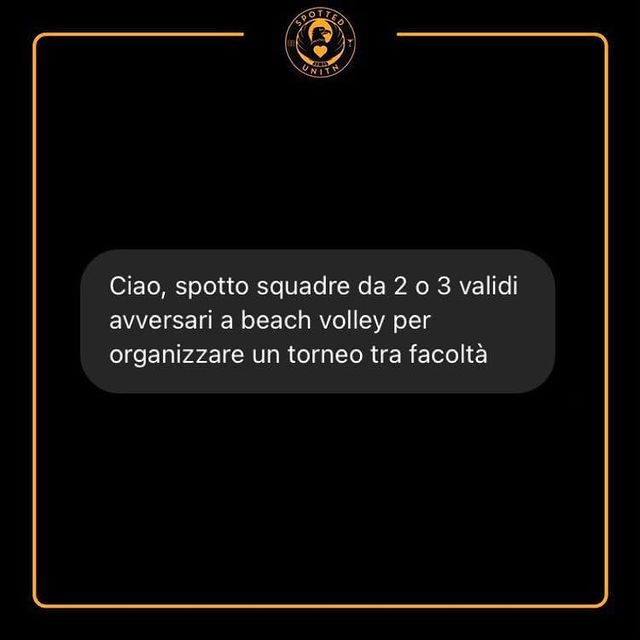 SPOTTED
UNITN
Ciao, spotto squadre da 2 o 3 validi
avversari a beach volley per
organizzare un torneo tra facoltà